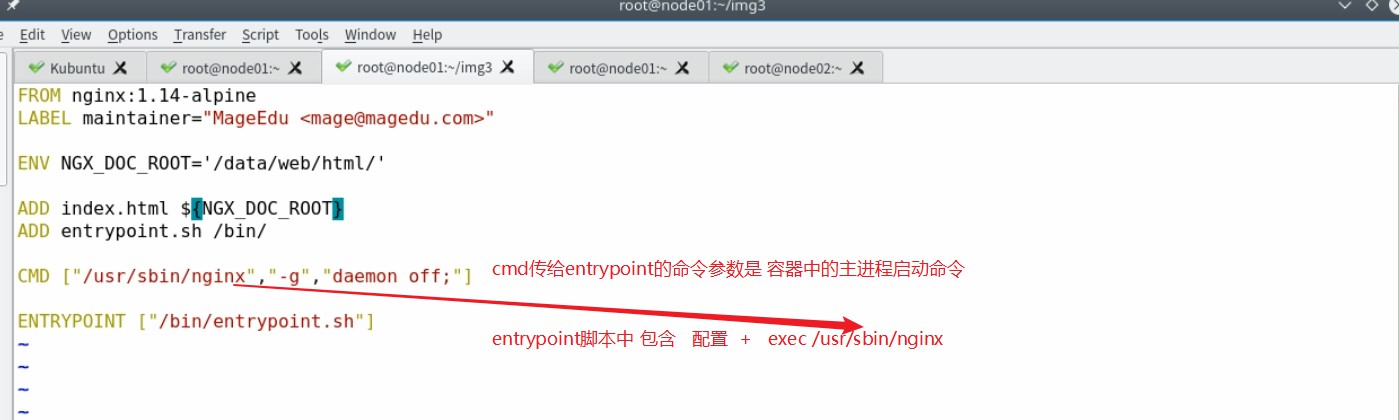 root@node01:~/img3
e Edit View Options Transfer Script Tools Window Help
Kubuntu root@node01:~ root@node01:~/img3 root@node01:~ root@node02:~
FROM nginx:1.14-alpine
LABEL maintainer="MageEdu <mage@magedu.com>"
ENV NGX_DOC_ROOT='/data/web/html/'
ADD index.html ${NGX_DOC_ROOT}
ADD entrypoint.sh /bin/
CMD ["/usr/sbin/nginx","-g","daemon off;"] cmd传给entrypoint的命令参数是 容器中的主进程启动命令
ENTRYPOINT ["/bin/entrypoint.sh"]
entrypoint脚本中 包含 配置 + exec /usr/sbin/nginx
~
~
~
~